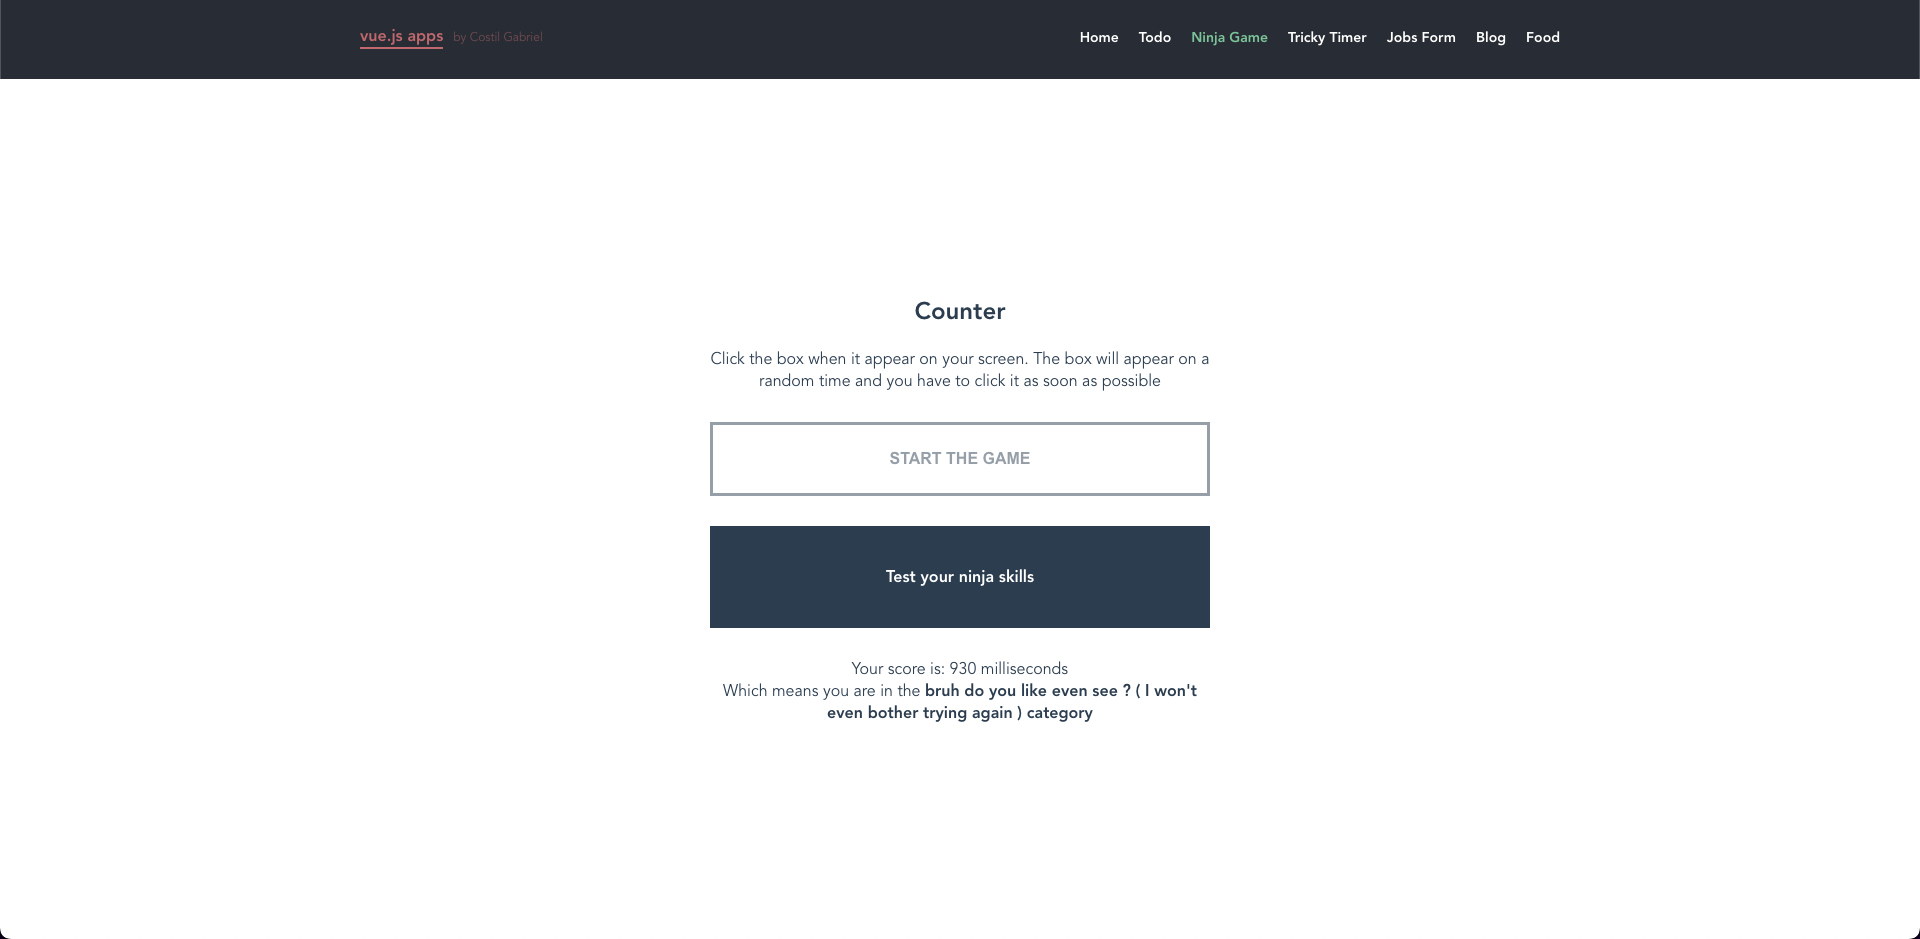 vue.js apps by Costil Gabriel
Home Todo Ninja Game Tricky Timer Jobs Form Blog Food
Counter
Click the box when it appear on your screen. The box will appear on a
random time and you have to click it as soon as possible
START THE GAME
Test your ninja skills
Your score is: 930 milliseconds
Which means you are in the bruh do you like even see ? ( I won't
even bother trying again ) category